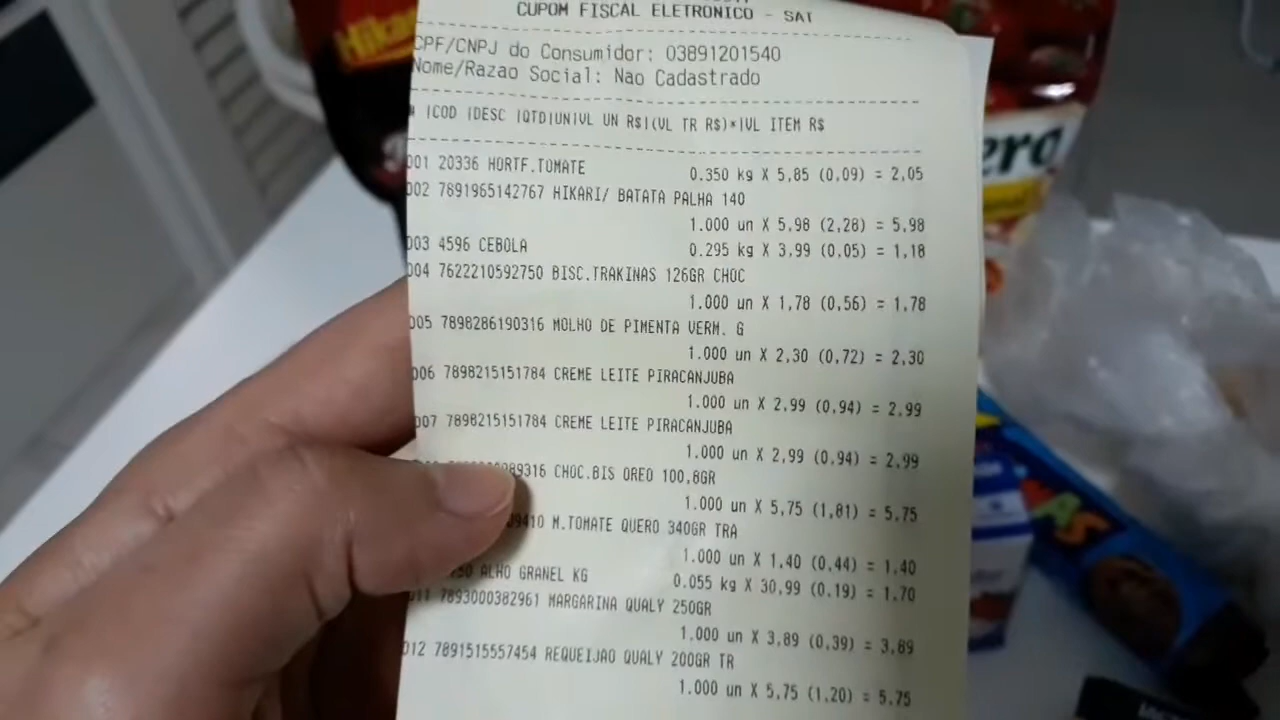 CUPOM FISCAL ELETRONICO - SAT
CPF/CNPJ do Consumidor: 03891201540
Nome/Razao Social: Nao Cadastrado
# |COD |DESC |QTD|UN|VL UN R$|(VL TR R$)*|VL ITEM R$
001 20336 HORTF.TOMATE 0.350 kg X 5,85 (0,09) = 2,05
002 7891965142767 HIKARI/ BATATA PALHA 140
1.000 un X 5,98 (2,28) = 5,98
003 4596 CEBOLA 0.295 kg X 3,99 (0,05) = 1,18
004 7622210592750 BISC.TRAKINAS 126GR CHOC
1.000 un X 1,78 (0,56) = 1,78
005 7898286190316 MOLHO DE PIMENTA VERM. G
1.000 un X 2,30 (0,72) = 2,30
006 7898215151784 CREME LEITE PIRACANJUBA
1.000 un X 2,99 (0,94) = 2,99
007 7898215151784 CREME LEITE PIRACANJUBA
1.000 un X 2,99 (0,94) = 2,99
89316 CHOC.BIS OREO 100,8GR
1.000 un X 5,75 (1,81) = 5,75
9410 M.TOMATE QUERO 340GR TRA
1.000 un X 1,40 (0,44) = 1,40
ALHO GRANEL KG 0.055 kg X 30,99 (0,19) = 1,70
011 7893000382961 MARGARINA QUALY 250GR
1.000 un X 3,89 (0,39) = 3,89
012 7891515557454 REQUEIJAO QUALY 200GR TR
1.000 un X 5,75 (1,20) = 5,75
Hika
ero
AS